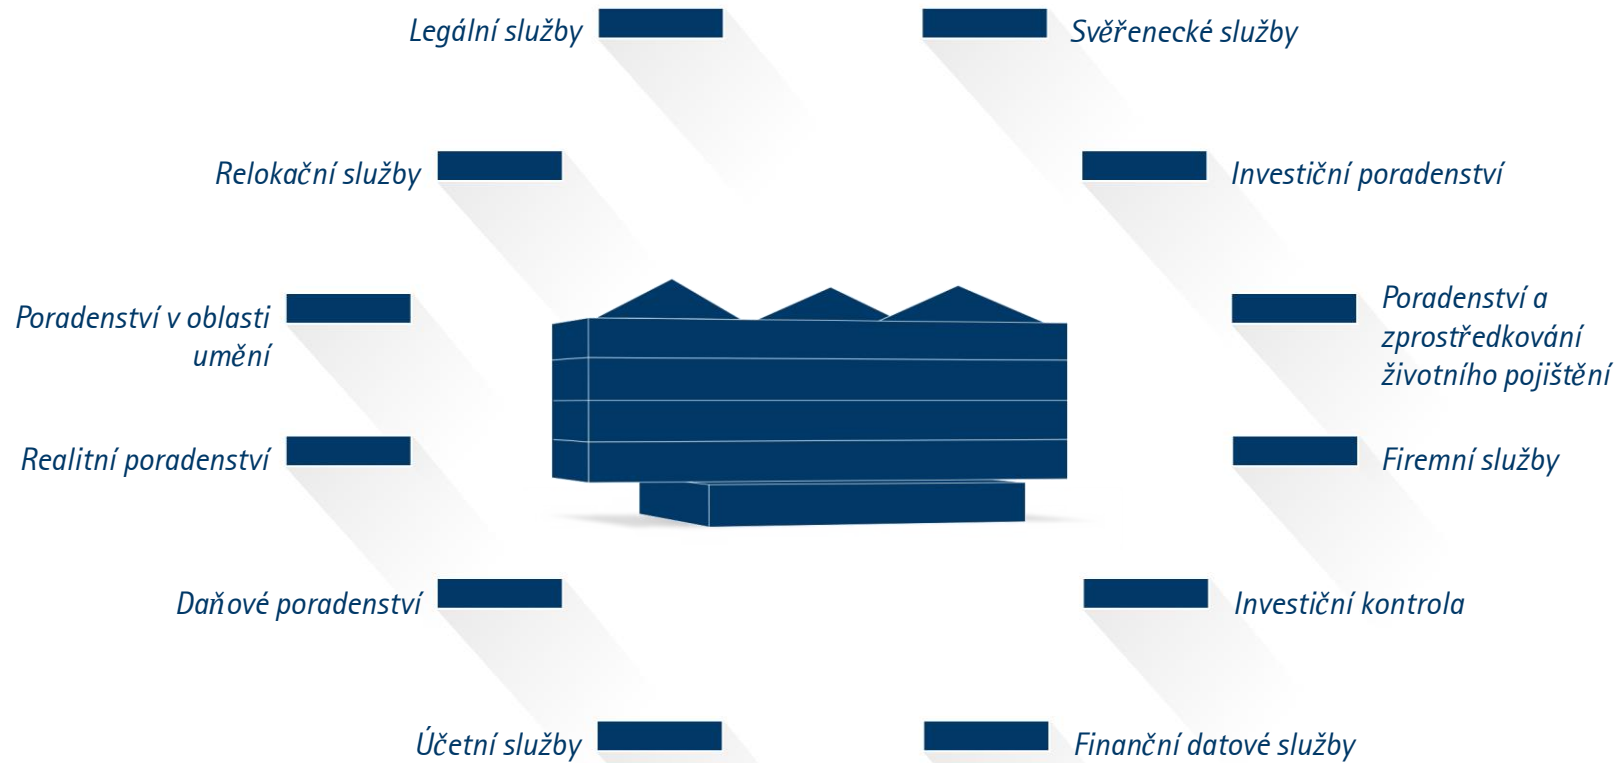 Legální služby
Svěřenecké služby
Relokační služby
Investiční poradenství
Poradenství v oblasti
umění
Poradenství a
zprostředkování
životního pojištění
Realitní poradenství
Firemní služby
Daňové poradenství
Investiční kontrola
Účetní služby
Finanční datové služby